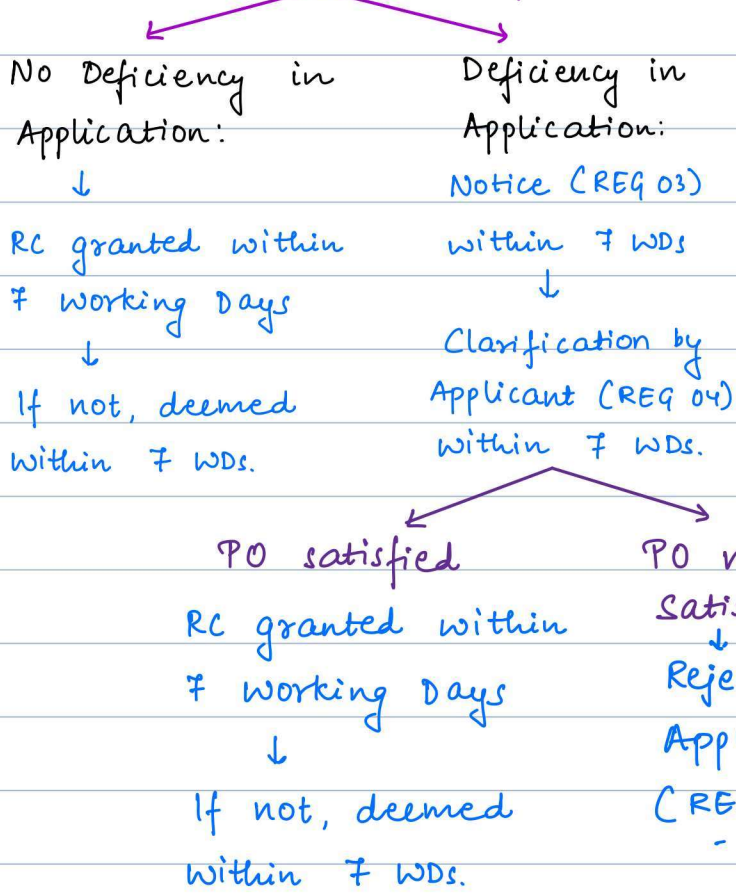 No Deficiency in
Application:
↓
RC granted within
7 Working Days
↓
If not, deemed
within 7 WDs.
Deficiency in
Application:
Notice (REG 03)
within 7 WDs
↓
Clarification by
Applicant (REG 04)
within 7 WDs.
PO satisfied
RC granted within
7 Working Days
↓
If not, deemed
within 7 WDs.
PO
↓
(RE